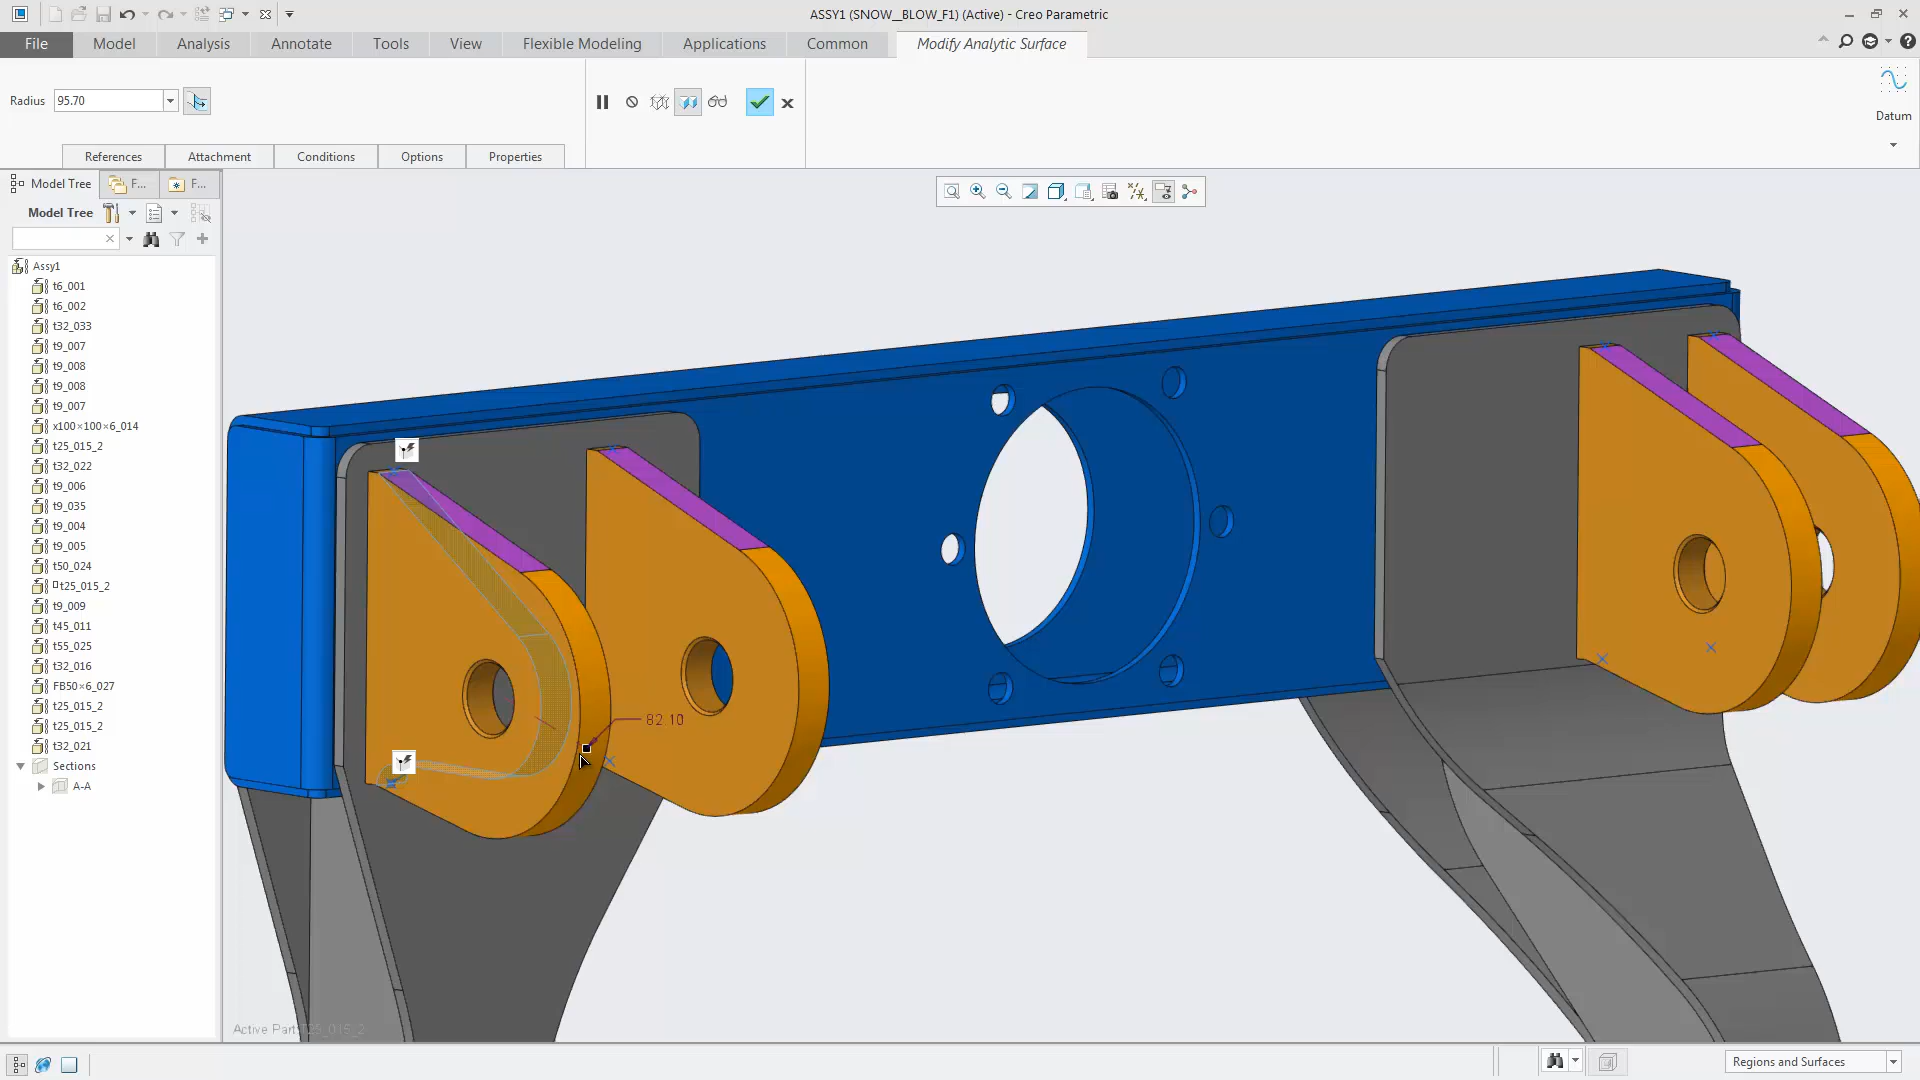 ASSY1 (SNOW__BLOW_F1) (Active) - Creo Parametric
File Model Analysis Annotate Tools View Flexible Modeling Applications Common Modify Analytic Surface
Radius 95.70
Datum
References Attachment Conditions Options Properties
Model Tree F... F...
Model Tree
Assy1
t6_001
t6_002
t32_033
t9_007
t9_008
t9_008
t9_007
x100×100×6_014
t25_015_2
t32_022
t9_006
t9_035
t9_004
t9_005
t50_024
t25_015_2
t9_009
t45_011
t55_025
t32_016
FB50×6_027
t25_015_2
t25_015_2
t32_021
Sections
A-A
82.10
Active Part:T25_015_2
Regions and Surfaces